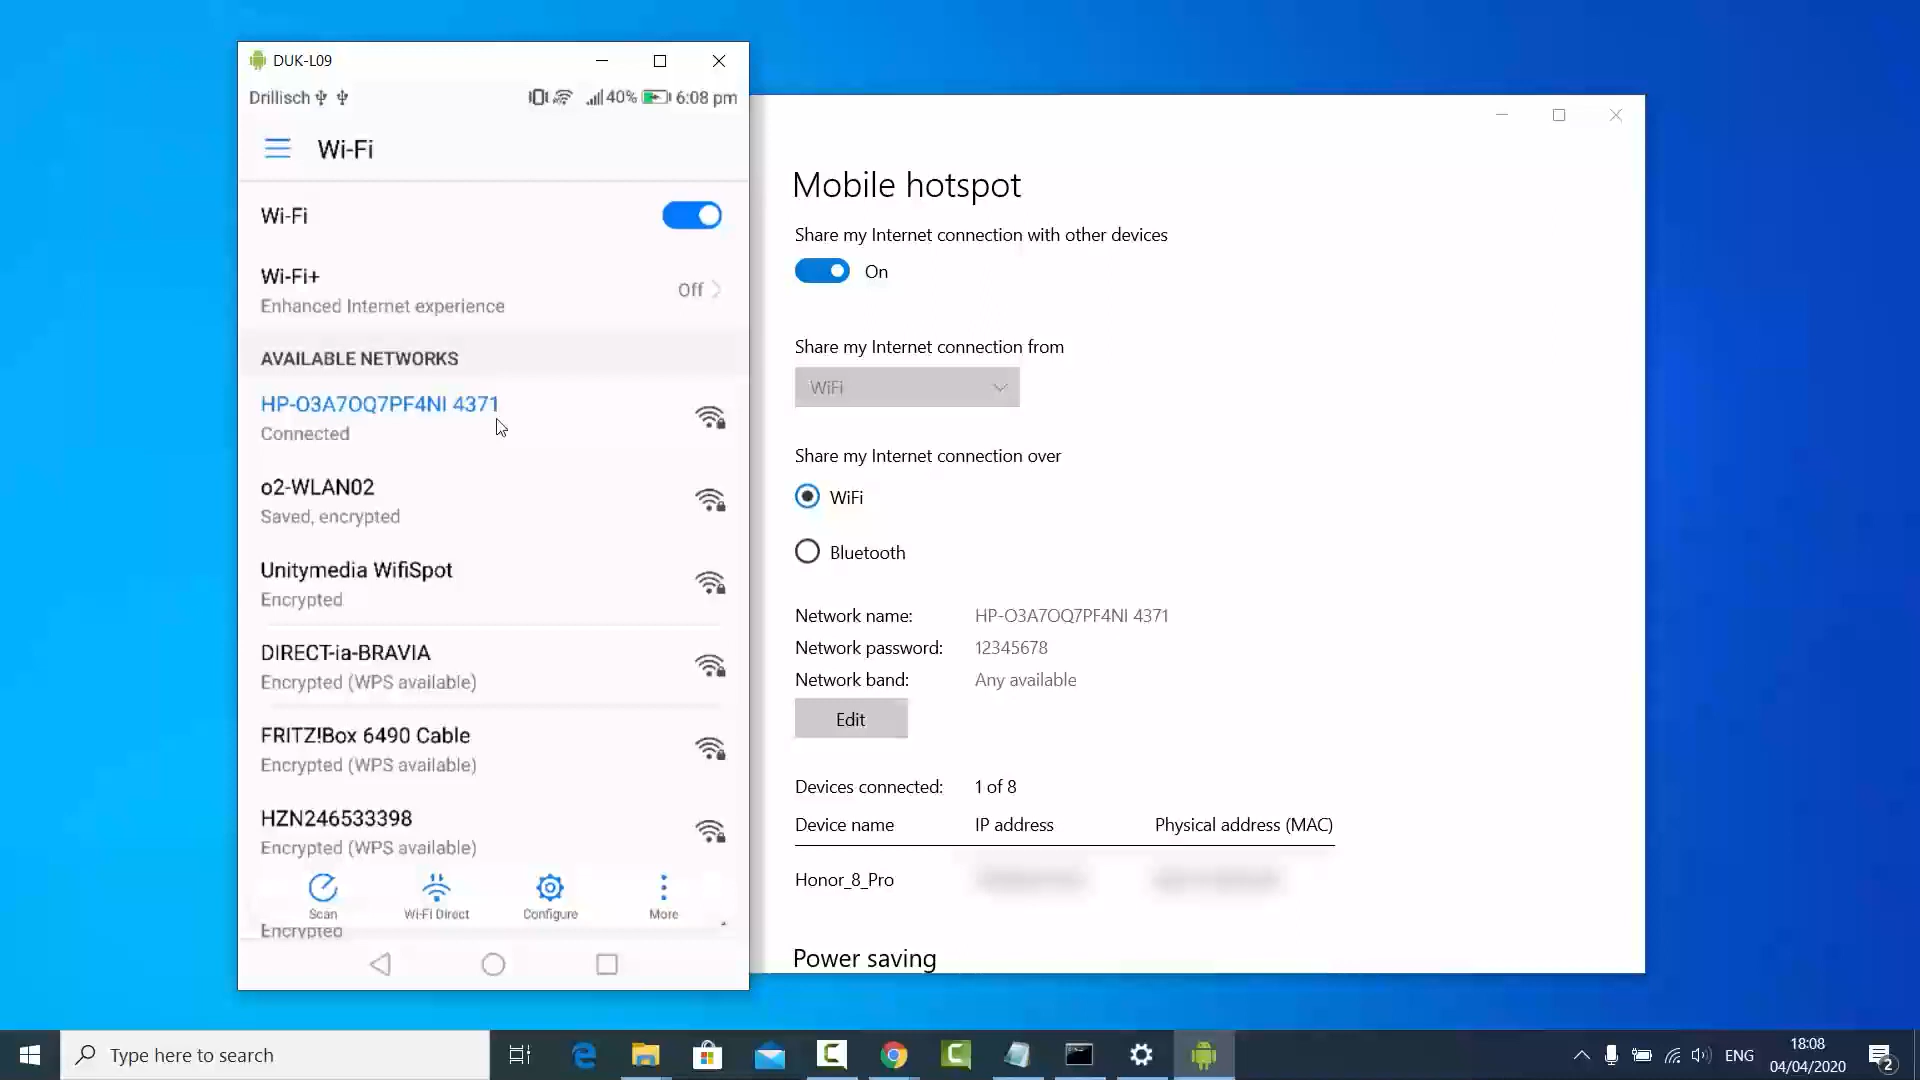 DUK-L09
Drillisch
40% 6:08 pm
Wi-Fi
Wi-Fi
Wi-Fi+
Off
Enhanced Internet experience
AVAILABLE NETWORKS
HP-O3A7OQ7PF4NI 4371
Connected
o2-WLAN02
Saved, encrypted
Unitymedia WifiSpot
Encrypted
DIRECT-ia-BRAVIA
Encrypted (WPS available)
FRITZ!Box 6490 Cable
Encrypted (WPS available)
HZN246533398
Encrypted (WPS available)
Scan
Wi-Fi Direct
Configure
More
Encrypted
Mobile hotspot
Share my Internet connection with other devices
On
Share my Internet connection from
WiFi
Share my Internet connection over
WiFi
Bluetooth
Network name: HP-O3A7OQ7PF4NI 4371
Network password: 12345678
Network band: Any available
Edit
Devices connected: 1 of 8
Device name IP address Physical address (MAC)
Honor_8_Pro
Power saving
Type here to search
ENG
18:08
04/04/2020
2